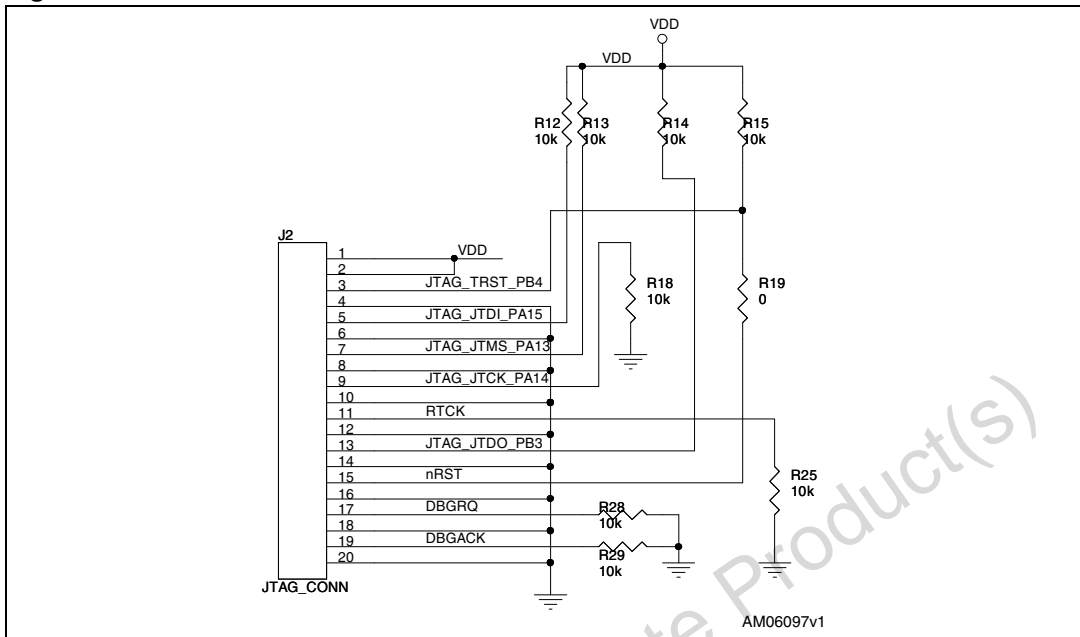 VDD
VDD
R12 R13 R14 R15
10k 10k 10k 10k
J2
1 VDD
2
3 JTAG_TRST_PB4
4
5 JTAG_JTDI_PA15
6
7 JTAG_JTMS_PA13
8
9 JTAG_JTCK_PA14
10
11 RTCK
12
13 JTAG_JTDO_PB3
14
15 nRST
16
17 DBGRQ
18
19 DBGACK
20
JTAG_CONN
R18
10k
R19
0
R25
10k
R28
10k
R29
10k
AM06097v1
Product(s)